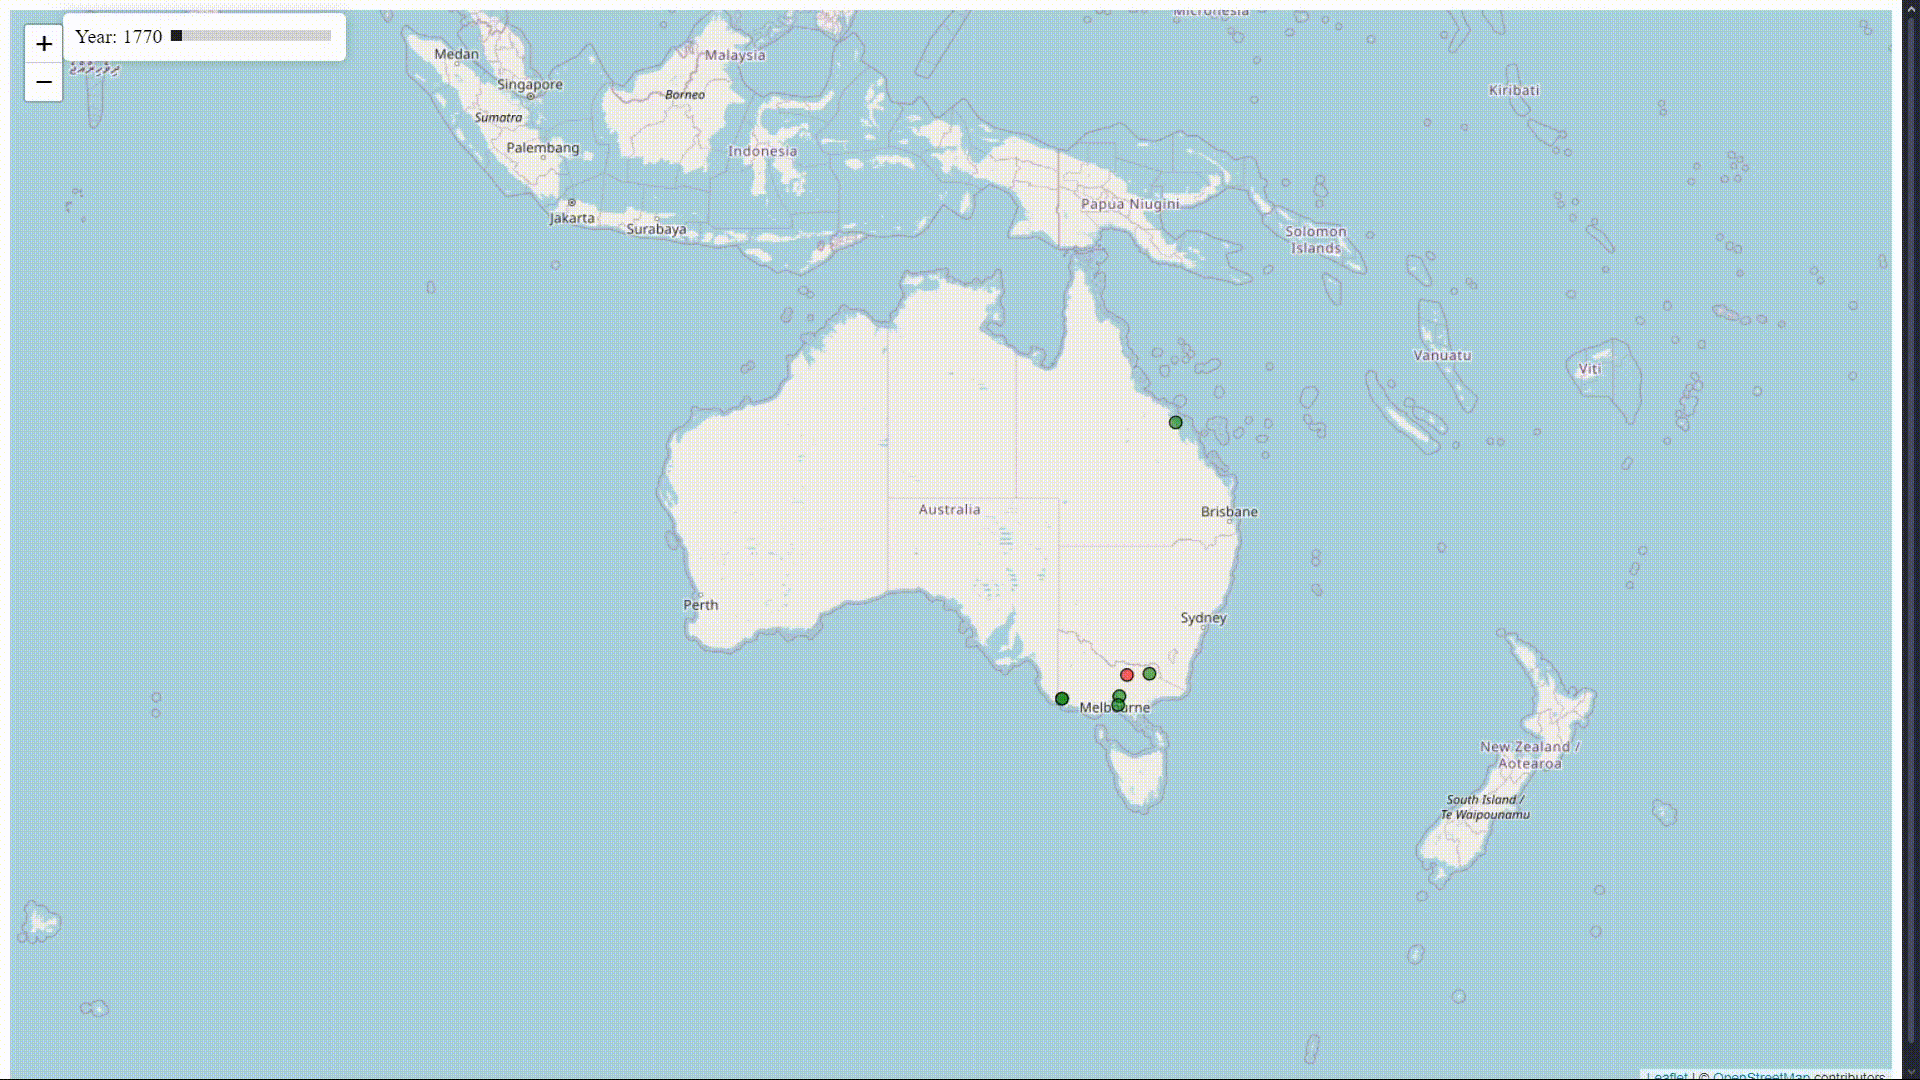 Micronesia
+
Year: 1770
−
ދިވެހިރާއްޖެ
Medan
Malaysia
Singapore
Borneo
Kiribati
Sumatra
Palembang
Indonesia
Jakarta
Surabaya
Papua Niugini
Solomon
Islands
Vanuatu
Viti
Australia
Brisbane
Perth
Sydney
Melbourne
New Zealand /
Aotearoa
South Island /
Te Waipounamu
Leaflet | © OpenStreetMap contributors